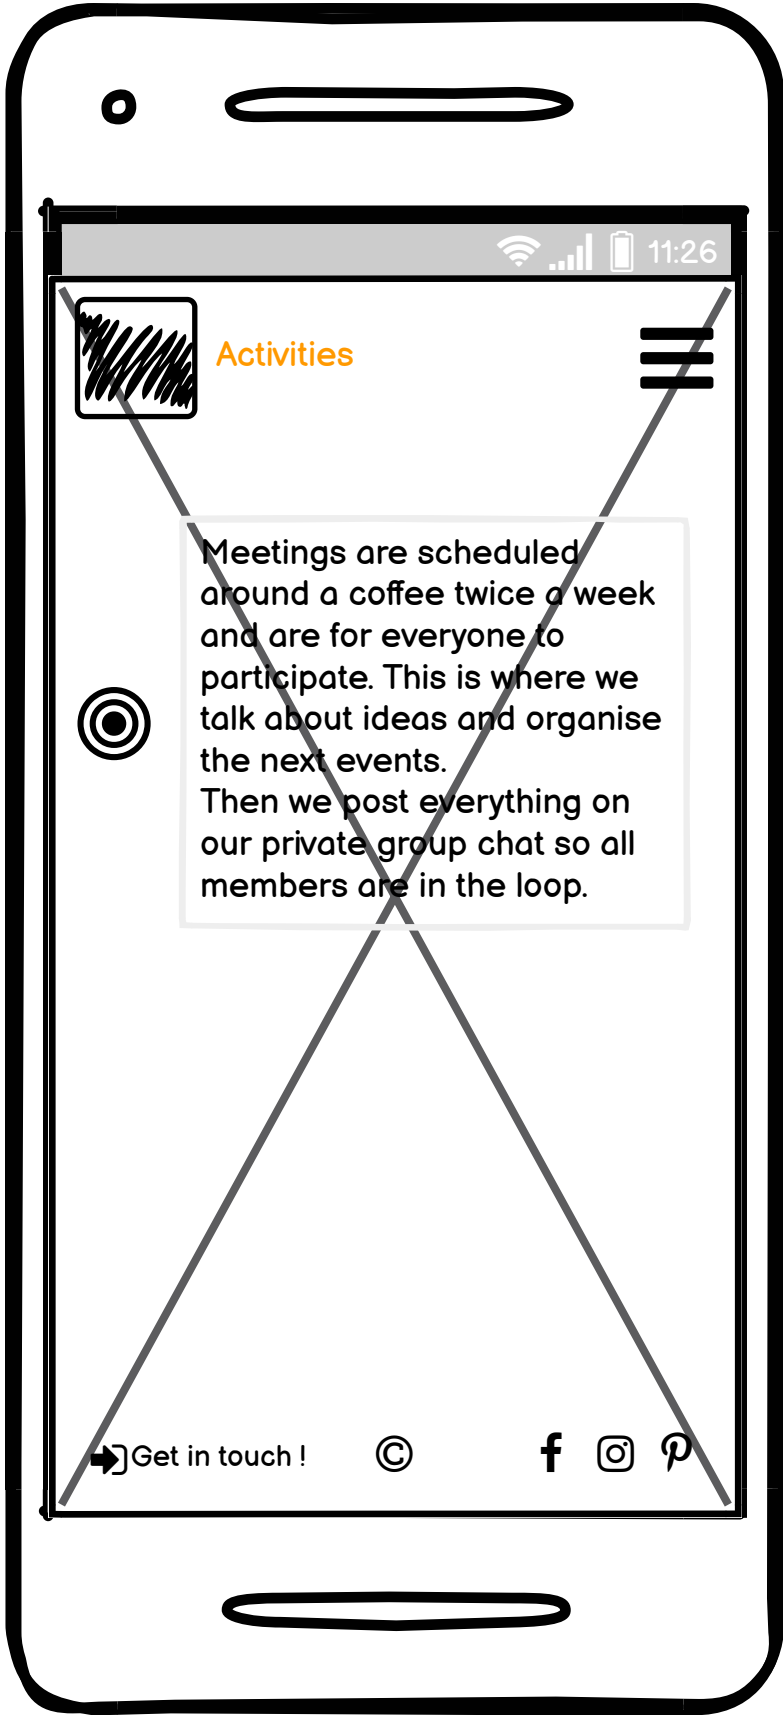 11:26
Activities
Meetings are scheduled
around a coffee twice a week
and are for everyone to
participate. This is where we
talk about ideas and organise
the next events.
Then we post everything on
our private group chat so all
members are in the loop.
Get in touch ! ©